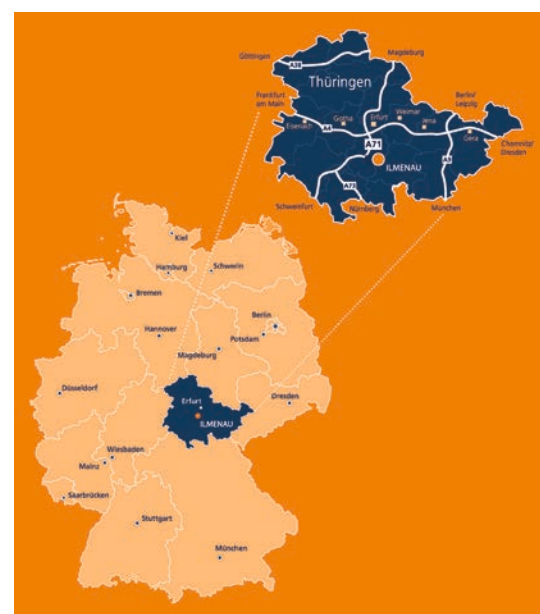 Göttingen
Magdeburg
A38
Thüringen
Frankfurt
am Main
Berlin/
Leipzig
Eisenach
Gotha
Erfurt
Weimar
Jena
Gera
A4
A71
A9
Chemnitz/
Dresden
ILMENAU
A73
Schweinfurt
Nürnberg
München
Kiel
Hamburg
Schwerin
Bremen
Berlin
Hannover
Potsdam
Magdeburg
Düsseldorf
Erfurt
Dresden
ILMENAU
Wiesbaden
Mainz
Saarbrücken
Stuttgart
München